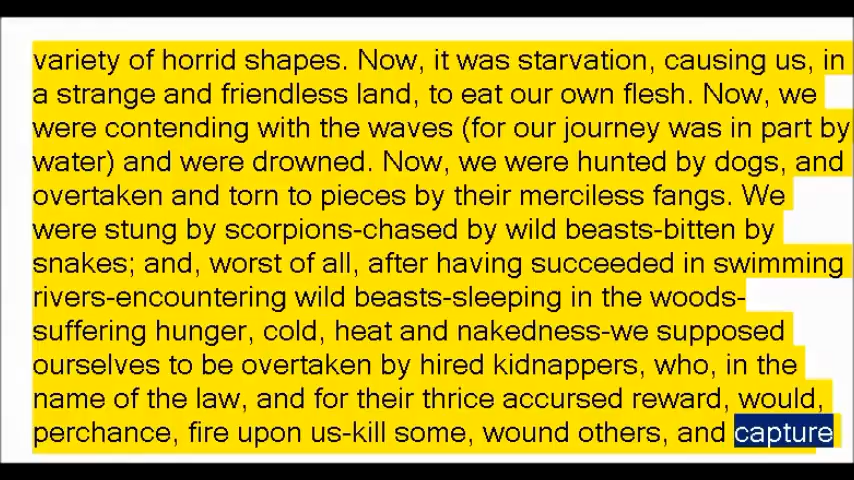 variety of horrid shapes. Now, it was starvation, causing us, in
a strange and friendless land, to eat our own flesh. Now, we
were contending with the waves (for our journey was in part by
water) and were drowned. Now, we were hunted by dogs, and
overtaken and torn to pieces by their merciless fangs. We
were stung by scorpions-chased by wild beasts-bitten by
snakes; and, worst of all, after having succeeded in swimming
rivers-encountering wild beasts-sleeping in the woods-
suffering hunger, cold, heat and nakedness-we supposed
ourselves to be overtaken by hired kidnappers, who, in the
name of the law, and for their thrice accursed reward, would,
perchance, fire upon us-kill some, wound others, and capture